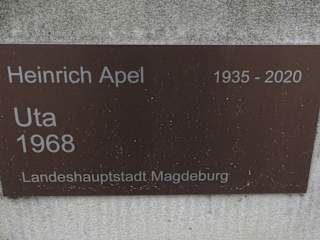 Heinrich Apel 1935 - 2020
Uta
1968
Landeshauptstadt Magdeburg